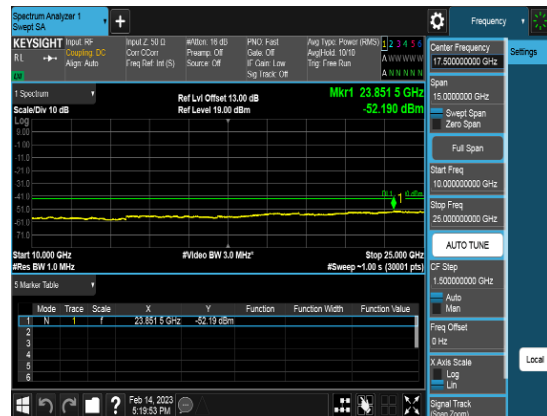 Spectrum Analyzer 1
Swept SA
Frequency
KEYSIGHT Input: RF
RL Coupling: DC
Align: Auto
Input Z: 50 Ω
Corr CCorr
Freq Ref: Int (S)
#Atten: 16 dB
Preamp: Off
Source: Off
PNO: Fast
Gate: Off
IF Gain: Low
Sig Track: Off
Avg Type: Power (RMS)
Avg|Hold: 10/10
Trig: Free Run
1 2 3 4 5 6
A W W W W W
A N N N N N
1 Spectrum
Scale/Div 10 dB
Ref Lvl Offset 13.00 dB
Ref Level 19.00 dBm
Mkr1 23.851 5 GHz
-52.190 dBm
Log
9.00
-1.00
-11.0
-21.0
-31.0
-41.0
-51.0
-61.0
-71.0
1
Start 10.000 GHz
#Res BW 1.0 MHz
#Video BW 3.0 MHz*
Stop 25.000 GHz
#Sweep ~1.00 s (30001 pts)
5 Marker Table
Mode Trace Scale X Y Function Function Width Function Value
1 N 1 f 23.851 5 GHz -52.19 dBm
2
3
4
5
6
Feb 14, 2023
5:19:53 PM
Center Frequency
17.500000000 GHz
Settings
Span
15.0000000 GHz
Swept Span
Zero Span
Full Span
Start Freq
10.000000000 GHz
Stop Freq
25.000000000 GHz
AUTO TUNE
CF Step
1.500000000 GHz
Auto
Man
Freq Offset
0 Hz
X Axis Scale
Log
Lin
Local
Signal Track
(Span Zoom)